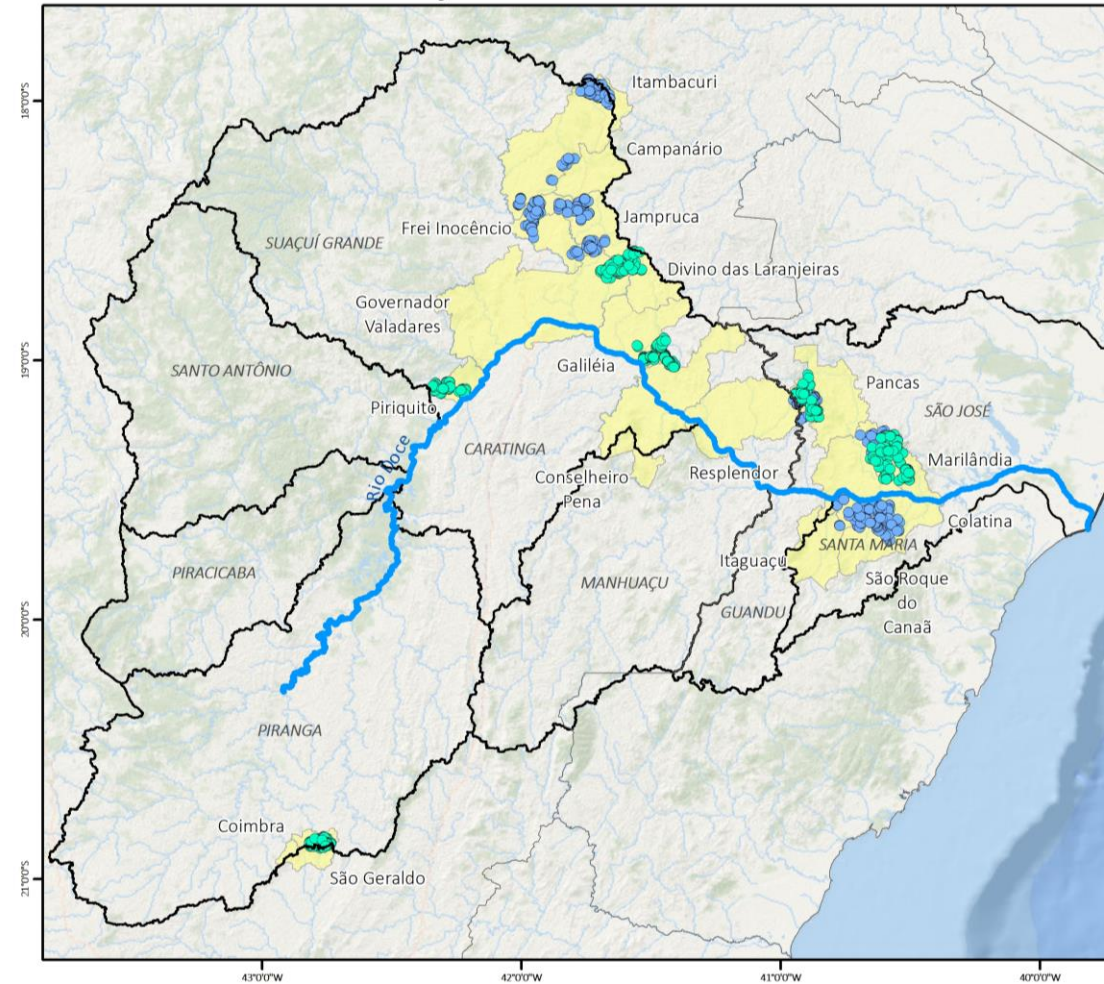 Itambacuri
18°0'0"S
Campanário
Jampruca
Frei Inocêncio
SUAÇUÍ GRANDE
Divino das Laranjeiras
Governador
Valadares
19°0'0"S
Galiléia
SANTO ANTÔNIO
Pancas
Piriquito
SÃO JOSÉ
CARATINGA
Rio Doce
Marilândia
Conselheiro
Pena
Resplendor
Colatina
SANTA MARIA
Itaguaçu
PIRACICABA
MANHUAÇU
São Roque
do
Canaã
GUANDU
20°0'0"S
PIRANGA
Coimbra
São Geraldo
21°0'0"S
43°0'0"W
42°0'0"W
41°0'0"W
40°0'0"W